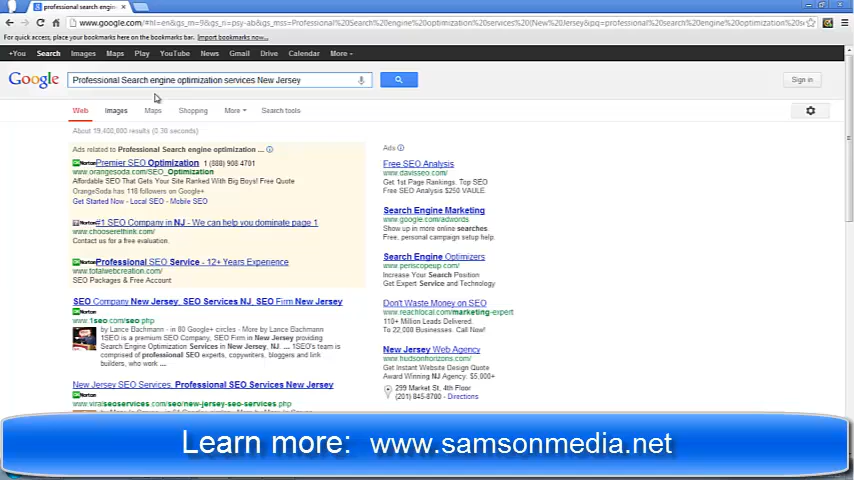 professional search engin
www.google.com/#hl=en&gs_rn=9&gs_ri=psy-ab&gs_mss=Professional%20Search%20engine%20optimization%20services%20(New%20Jersey&pq=professional%20search%20engine%20optimization%20s
For quick access, place your bookmarks here on the bookmarks bar. Import bookmarks now...
+You Search Images Maps Play YouTube News Gmail Drive Calendar More
Google Professional Search engine optimization services New Jersey Sign in
Web Images Maps Shopping More Search tools
About 19,400,000 results (0.36 seconds)
Ads related to Professional Search engine optimization ...
Norton Premier SEO Optimization 1 (888) 908 4701
www.orangesoda.com/SEO_Optimization
Affordable SEO That Gets Your Site Ranked With Big Boys! Free Quote
OrangeSoda has 118 followers on Google+
Get Started Now - Local SEO - Mobile SEO
Norton #1 SEO Company in NJ - We can help you dominate page 1
www.chooserethink.com/
Contact us for a free evaluation.
Norton Professional SEO Service - 12+ Years Experience
www.totalwebcreation.com/
SEO Packages & Free Account
SEO Company New Jersey, SEO Services NJ, SEO Firm New Jersey
Norton
www.1seo.com/seo.php
by Lance Bachmann - in 80 Google+ circles - More by Lance Bachmann
1SEO is a premium SEO Company, SEO Firm in New Jersey providing
Search Engine Optimization Services in New Jersey, NJ. ... 1SEO's team is
comprised of professional SEO experts, copywriters, bloggers and link
builders, who work ...
New Jersey SEO Services, Professional SEO Services New Jersey
Norton
www.viralseoservices.com/seo/new-jersey-seo-services.php
Ads
Free SEO Analysis
www.davisseo.com/
Get 1st Page Rankings. Top SEO
Free SEO Analysis $250 VAULE.
Search Engine Marketing
www.google.com/adwords
Show up in more online searches.
Free, personal campaign setup help.
Search Engine Optimizers
www.periscopeup.com/
Increase Your Search Position
Get Expert Service and Technology
Don't Waste Money on SEO
www.reachlocal.com/marketing-expert
110+ Million Leads Delivered.
To 22,000 Businesses. Call Now!
New Jersey Web Agency
www.hudsonhorizons.com/
Get Instant Website Design Quote
Award Winning NJ Agency: $5,000+
299 Market St, 4th Floor
(201) 845-8780 - Directions
Learn more: www.samsonmedia.net